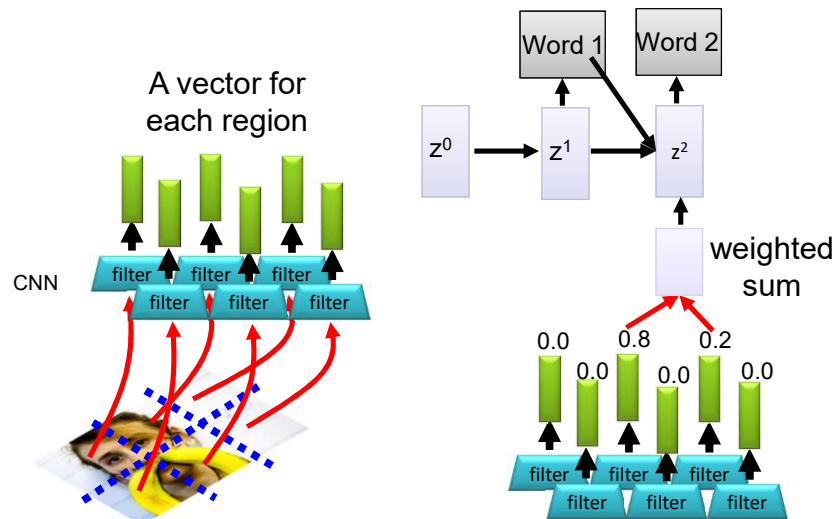 A vector for
each region
CNN
filter filter filter
filter filter filter
Word 1 Word 2
z⁰ z¹ z²
weighted
sum
0.0 0.0 0.8 0.0 0.2 0.0
filter filter filter
filter filter filter